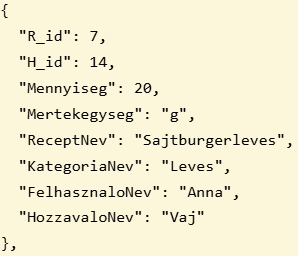 {
"R_id": 7,
"H_id": 14,
"Mennyiseg": 20,
"Mertekegyseg": "g",
"ReceptNev": "Sajtburgerleves",
"KategoriaNev": "Leves",
"FelhasznaloNev": "Anna",
"HozzavaloNev": "Vaj"
},